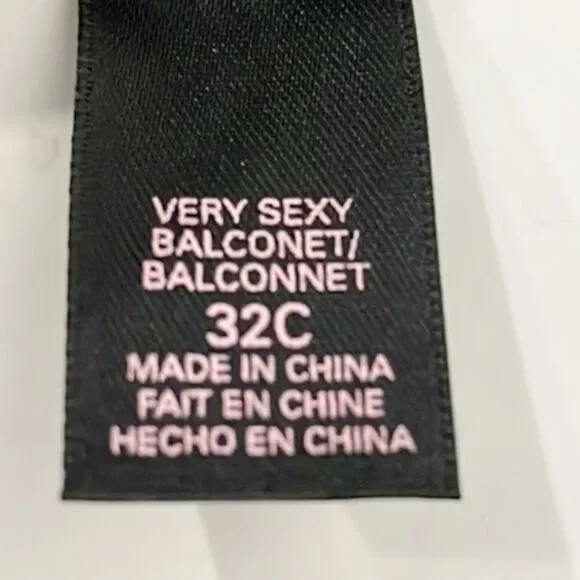 VERY SEXY
BALCONET/
BALCONNET
32C
MADE IN CHINA
FAIT EN CHINE
HECHO EN CHINA